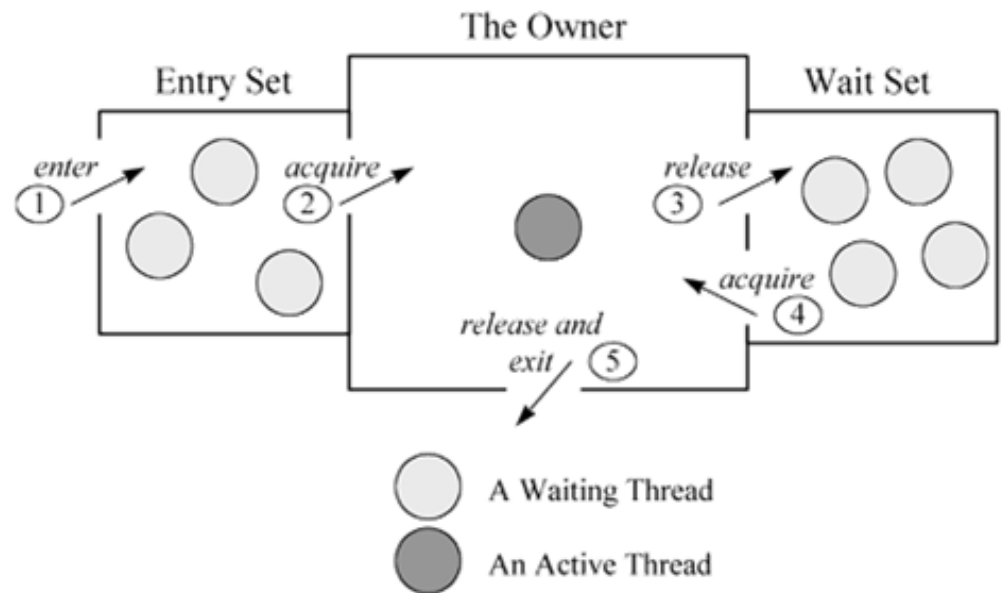 The Owner
Entry Set
Wait Set
enter
1
acquire
2
release
3
acquire
4
release and
exit
5
A Waiting Thread
An Active Thread